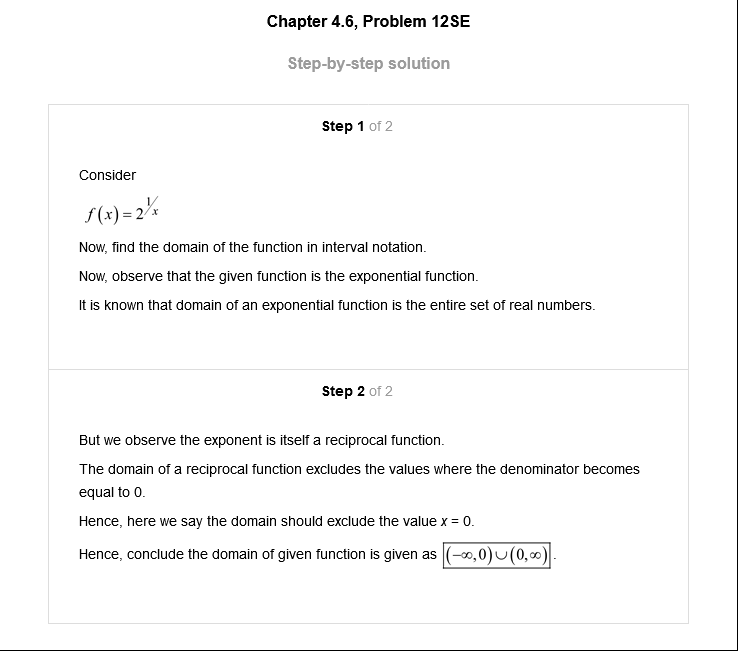 Chapter 4.6, Problem 12SE
Step-by-step solution
Step 1 of 2
Consider
f(x)=2^{1/x}
Now, find the domain of the function in interval notation.
Now, observe that the given function is the exponential function.
It is known that domain of an exponential function is the entire set of real numbers.
Step 2 of 2
But we observe the exponent is itself a reciprocal function.
The domain of a reciprocal function excludes the values where the denominator becomes
equal to 0.
Hence, here we say the domain should exclude the value x = 0.
Hence, conclude the domain of given function is given as (−∞,0)∪(0,∞).